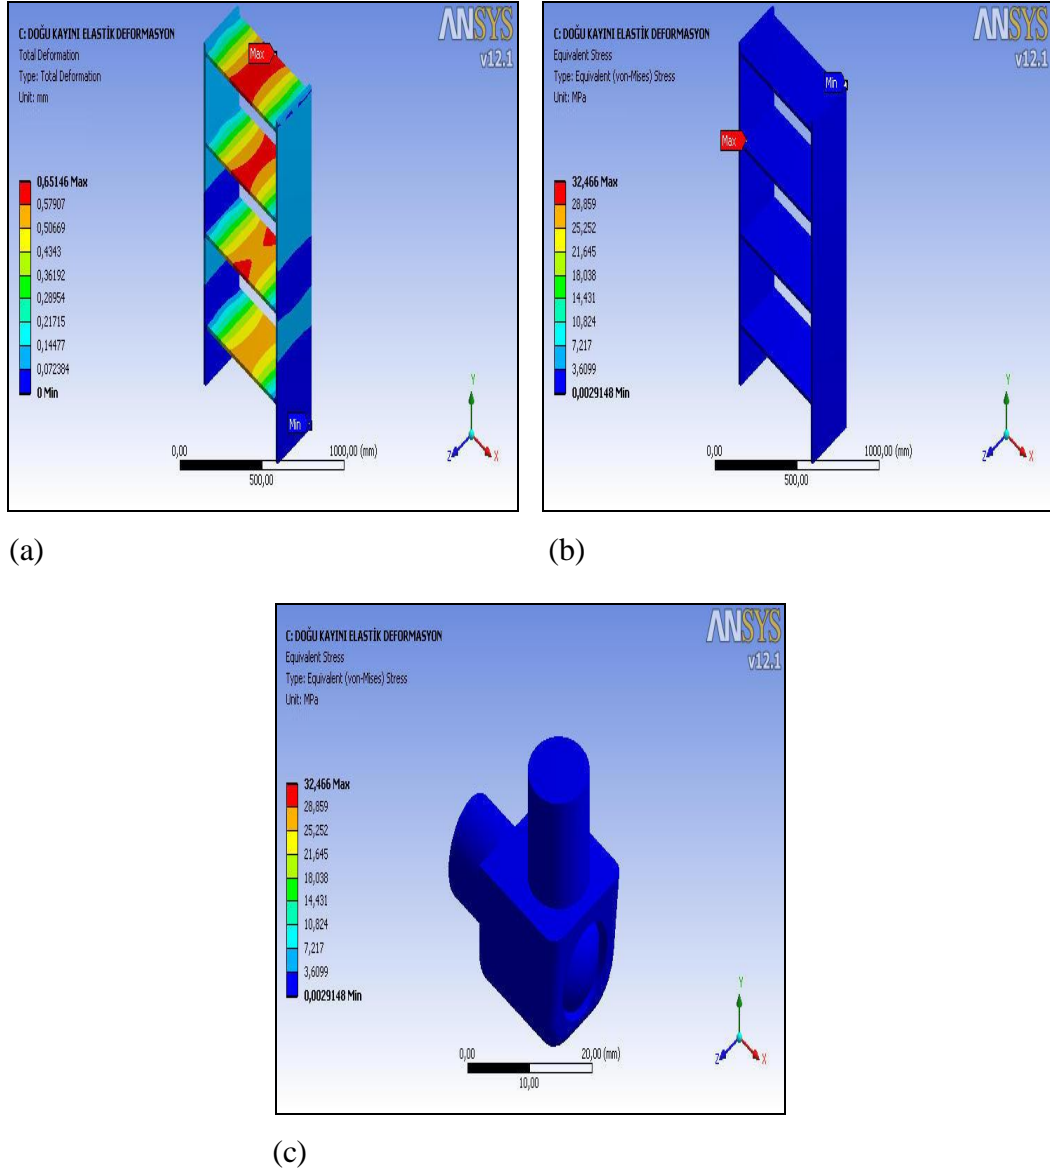 C: DOĞU KAYINI ELASTİK DEFORMASYON
Total Deformation
Type: Total Deformation
Unit: mm
ANSYS
v12.1
Max
0,65146 Max
0,57907
0,50669
0,4343
0,36192
0,28954
0,21715
0,14477
0,072384
0 Min
Min
Y
Z
X
0,00
1000,00 (mm)
500,00
(a)
C: DOĞU KAYINI ELASTİK DEFORMASYON
Equivalent Stress
Type: Equivalent (von-Mises) Stress
Unit: MPa
ANSYS
v12.1
Min
Max
32,466 Max
28,859
25,252
21,645
18,038
14,431
10,824
7,217
3,6099
0,0029148 Min
Y
Z
X
0,00
1000,00 (mm)
500,00
(b)
C: DOĞU KAYINI ELASTİK DEFORMASYON
Equivalent Stress
Type: Equivalent (von-Mises) Stress
Unit: MPa
ANSYS
v12.1
32,466 Max
28,859
25,252
21,645
18,038
14,431
10,824
7,217
3,6099
0,0029148 Min
Y
Z
X
0,00
20,00 (mm)
10,00
(c)